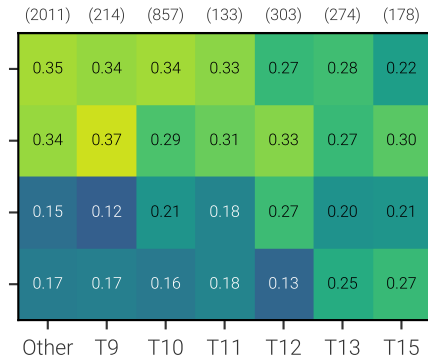 (2011) (214) (857) (133) (303) (274) (178)
0.35 0.34 0.34 0.33 0.27 0.28 0.22
0.34 0.37 0.29 0.31 0.33 0.27 0.30
0.15 0.12 0.21 0.18 0.27 0.20 0.21
0.17 0.17 0.16 0.18 0.13 0.25 0.27
Other T9 T10 T11 T12 T13 T15